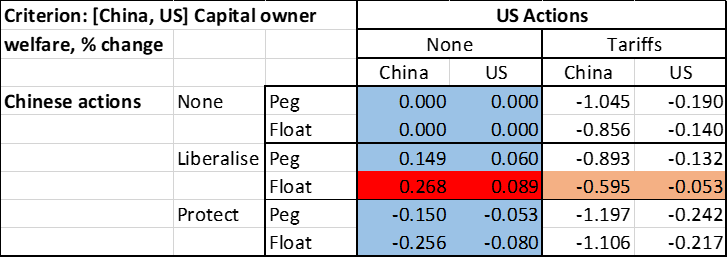 Criterion: [China, US] Capital owner US Actions
welfare, % change None Tariffs
China US China US
Chinese actions None Peg 0.000 0.000 -1.045 -0.190
Float 0.000 0.000 -0.856 -0.140
Liberalise Peg 0.149 0.060 -0.893 -0.132
Float 0.268 0.089 -0.595 -0.053
Protect Peg -0.150 -0.053 -1.197 -0.242
Float -0.256 -0.080 -1.106 -0.217